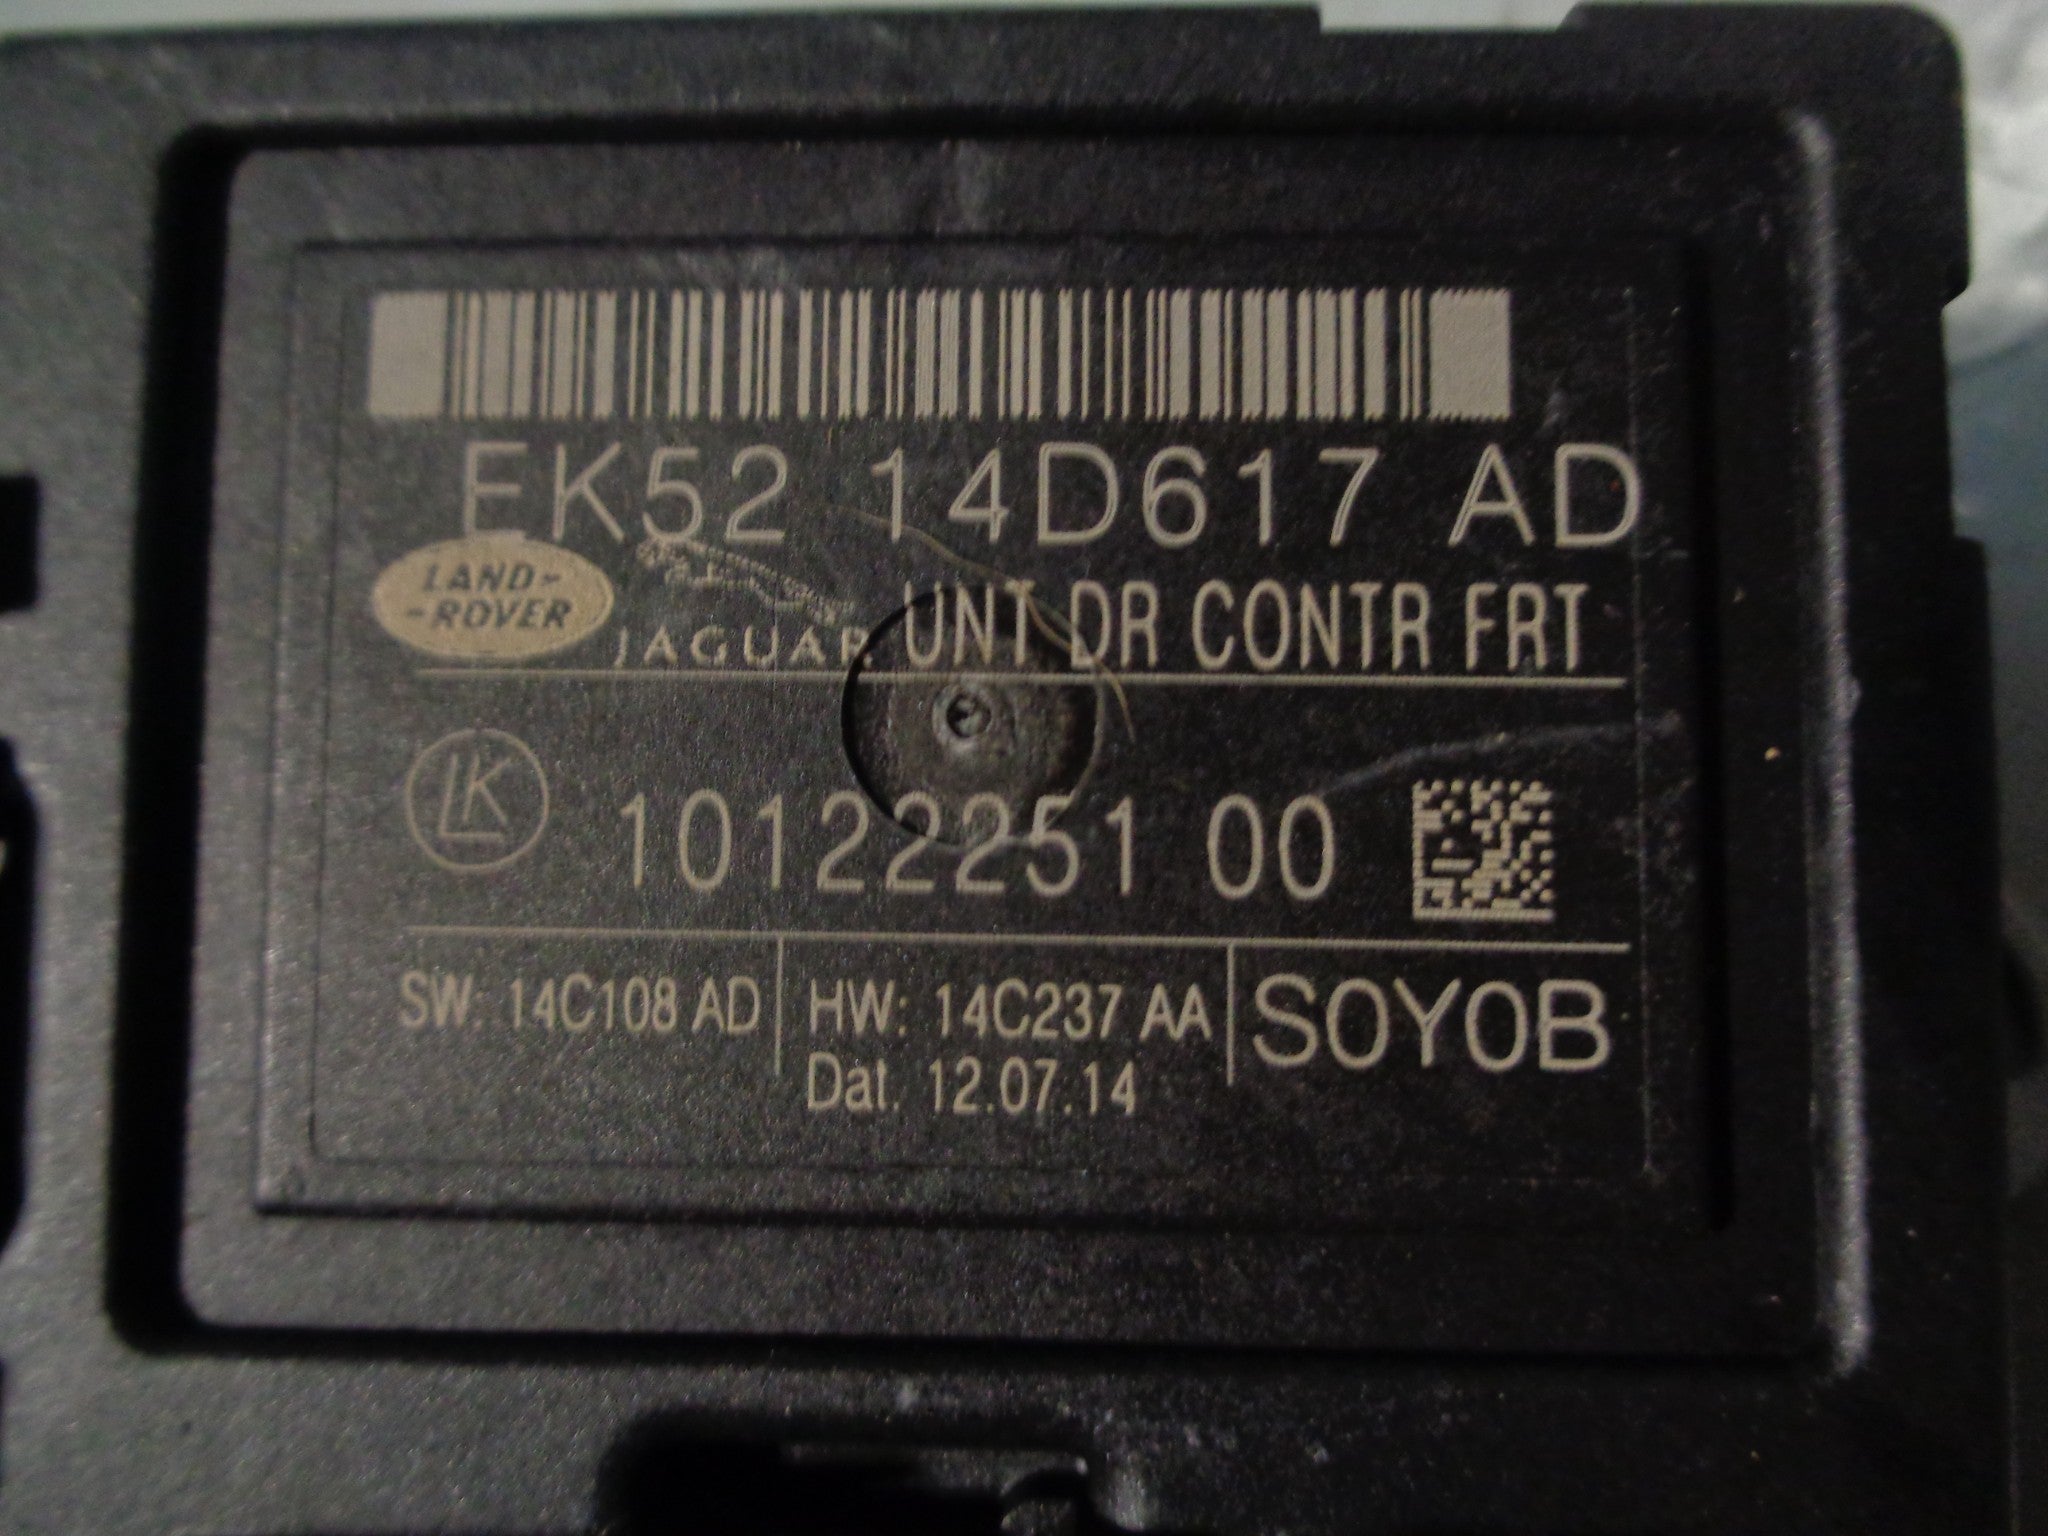 EK52 14D617 AD
LAND-
-ROVER
JAGUAR UNT DR CONTR FRT
LK 10122251 00
SW: 14C108 AD HW: 14C237 AA S0Y0B
Dat. 12.07.14